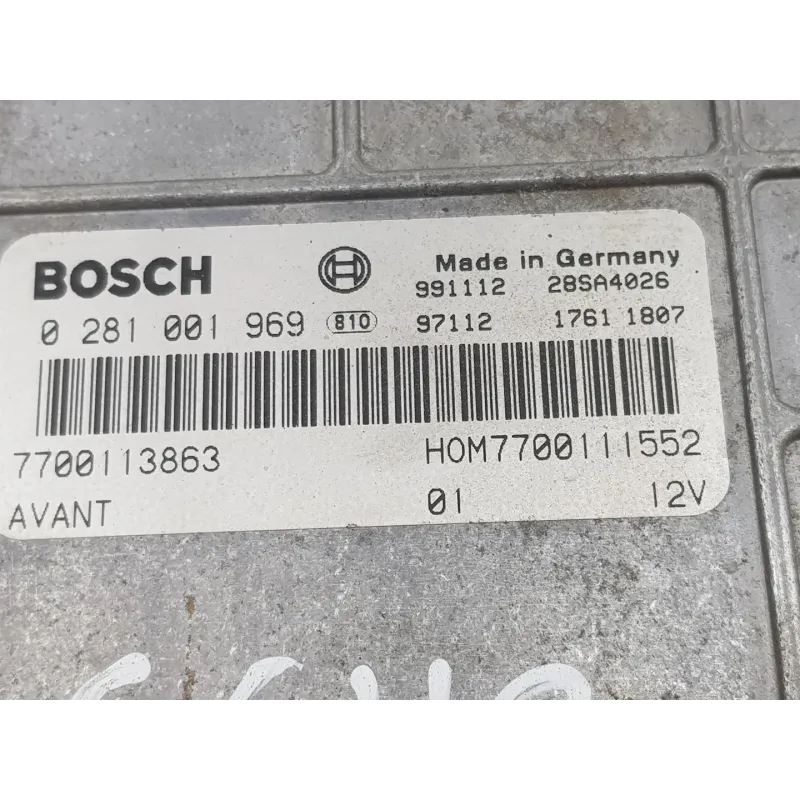 BOSCH Made in Germany
991112 28SA4026
0 281 001 969 810 97112 1761 1807
7700113863 HOM7700111552
AVANT 01 12V